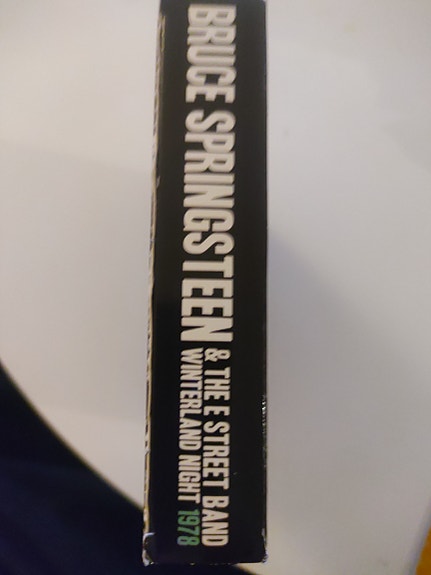 BRUCE SPRINGSTEEN
& THE E STREET BAND
WINTERLAND NIGHT 1978